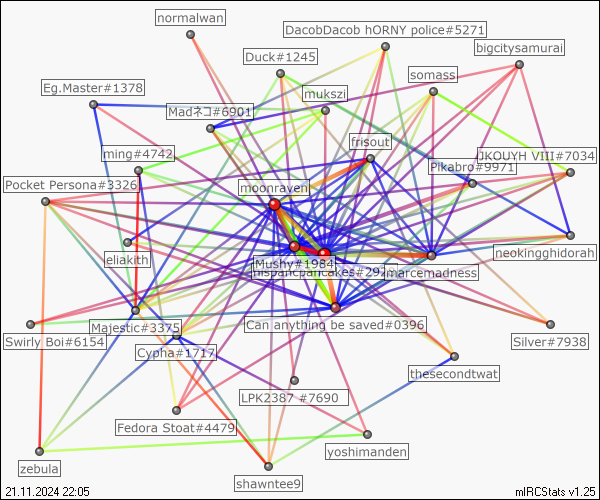 normalwan
DacobDacob hORNY police#5271
bigcitysamurai
Duck#1245
somass
Eg.Master#1378
mukszi
Madネコ#6901
frisout
ming#4742
JKOUYH VIII#7034
Pikabro#9971
Pocket Persona#3326
moonraven
eliakith
neokingghidorah
Mushy#1984
hispanicpancakes#292
marcemadness
Majestic#3375
Can anything be saved#0396
Swirly Boi#6154
Cypha#1717
Silver#7938
thesecondtwat
LPK2387 #7690
Fedora Stoat#4479
yoshimanden
zebula
shawntee9
21.11.2024 22:05
mIRCStats v1.25